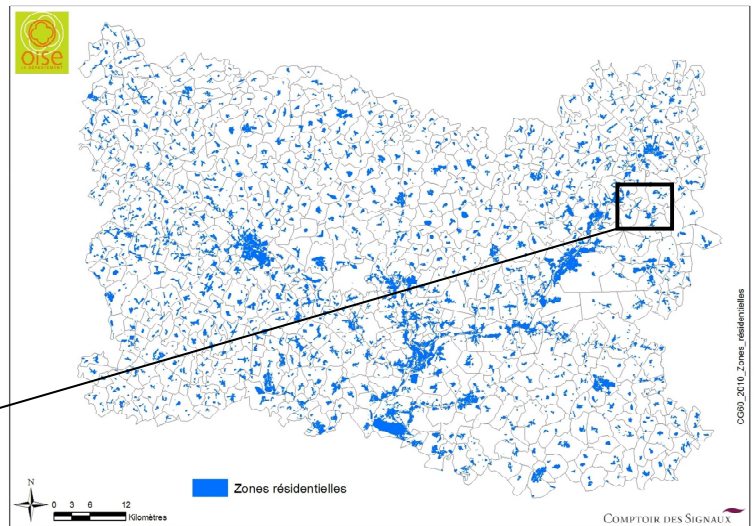 oise
LE DÉPARTEMENT
CG60_2010_Zones_résidentielles
Zones résidentielles
N
0 3 6 12
Kilomètres
COMPTOIR DES SIGNAUX